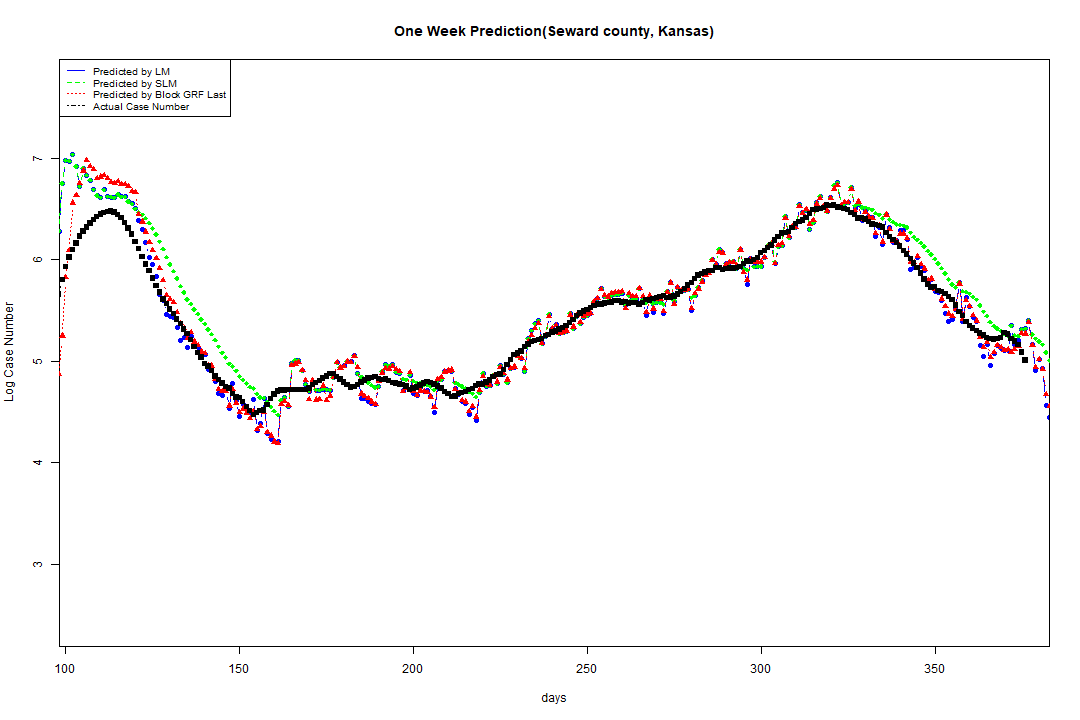 One Week Prediction(Seward county, Kansas)
Predicted by LM
Predicted by SLM
Predicted by Block GRF Last
Actual Case Number
7
6
5
4
3
Log Case Number
100 150 200 250 300 350
days